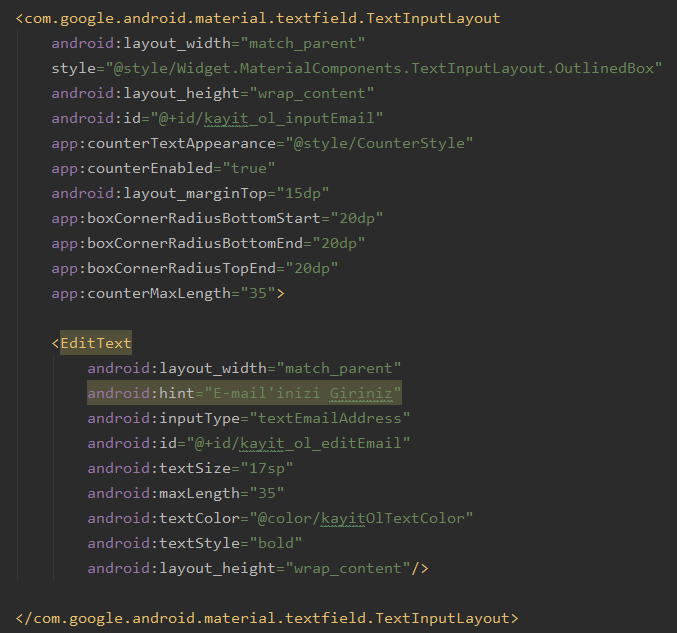 <com.google.android.material.textfield.TextInputLayout
    android:layout_width="match_parent"
    style="@style/Widget.MaterialComponents.TextInputLayout.OutlinedBox"
    android:layout_height="wrap_content"
    android:id="@+id/kayit_ol_inputEmail"
    app:counterTextAppearance="@style/CounterStyle"
    app:counterEnabled="true"
    android:layout_marginTop="15dp"
    app:boxCornerRadiusBottomStart="20dp"
    app:boxCornerRadiusBottomEnd="20dp"
    app:boxCornerRadiusTopEnd="20dp"
    app:counterMaxLength="35">

    <EditText
        android:layout_width="match_parent"
        android:hint="E-mail'inizi Giriniz"
        android:inputType="textEmailAddress"
        android:id="@+id/kayit_ol_editEmail"
        android:textSize="17sp"
        android:maxLength="35"
        android:textColor="@color/kayitOlTextColor"
        android:textStyle="bold"
        android:layout_height="wrap_content"/>

</com.google.android.material.textfield.TextInputLayout>